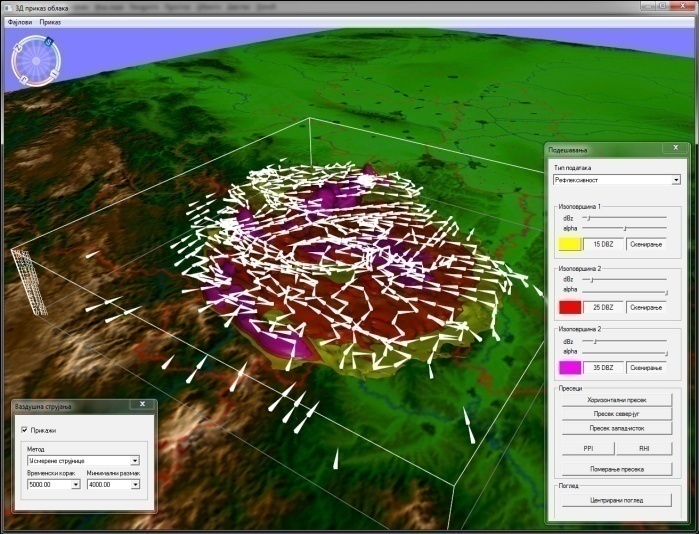 3Д приказ облака
Фајлови Приказ
Подешавања
Тип података
Рефлексивност
Изоповршина 1
dBz
alpha
15 DBZ Скенирање
Изоповршина 2
dBz
alpha
25 DBZ Скенирање
Изоповршина 2
dBz
alpha
35 DBZ Скенирање
Пресеци
Хоризонтални пресек
Пресек север-југ
Пресек запад-исток
PPI RHI
Померање пресека
Поглед
Центрирани поглед
Ваздушна струјања
Прикажи
Метод
Усмерене струјнице
Временски корак Минимални размак
5000.00 4000.00